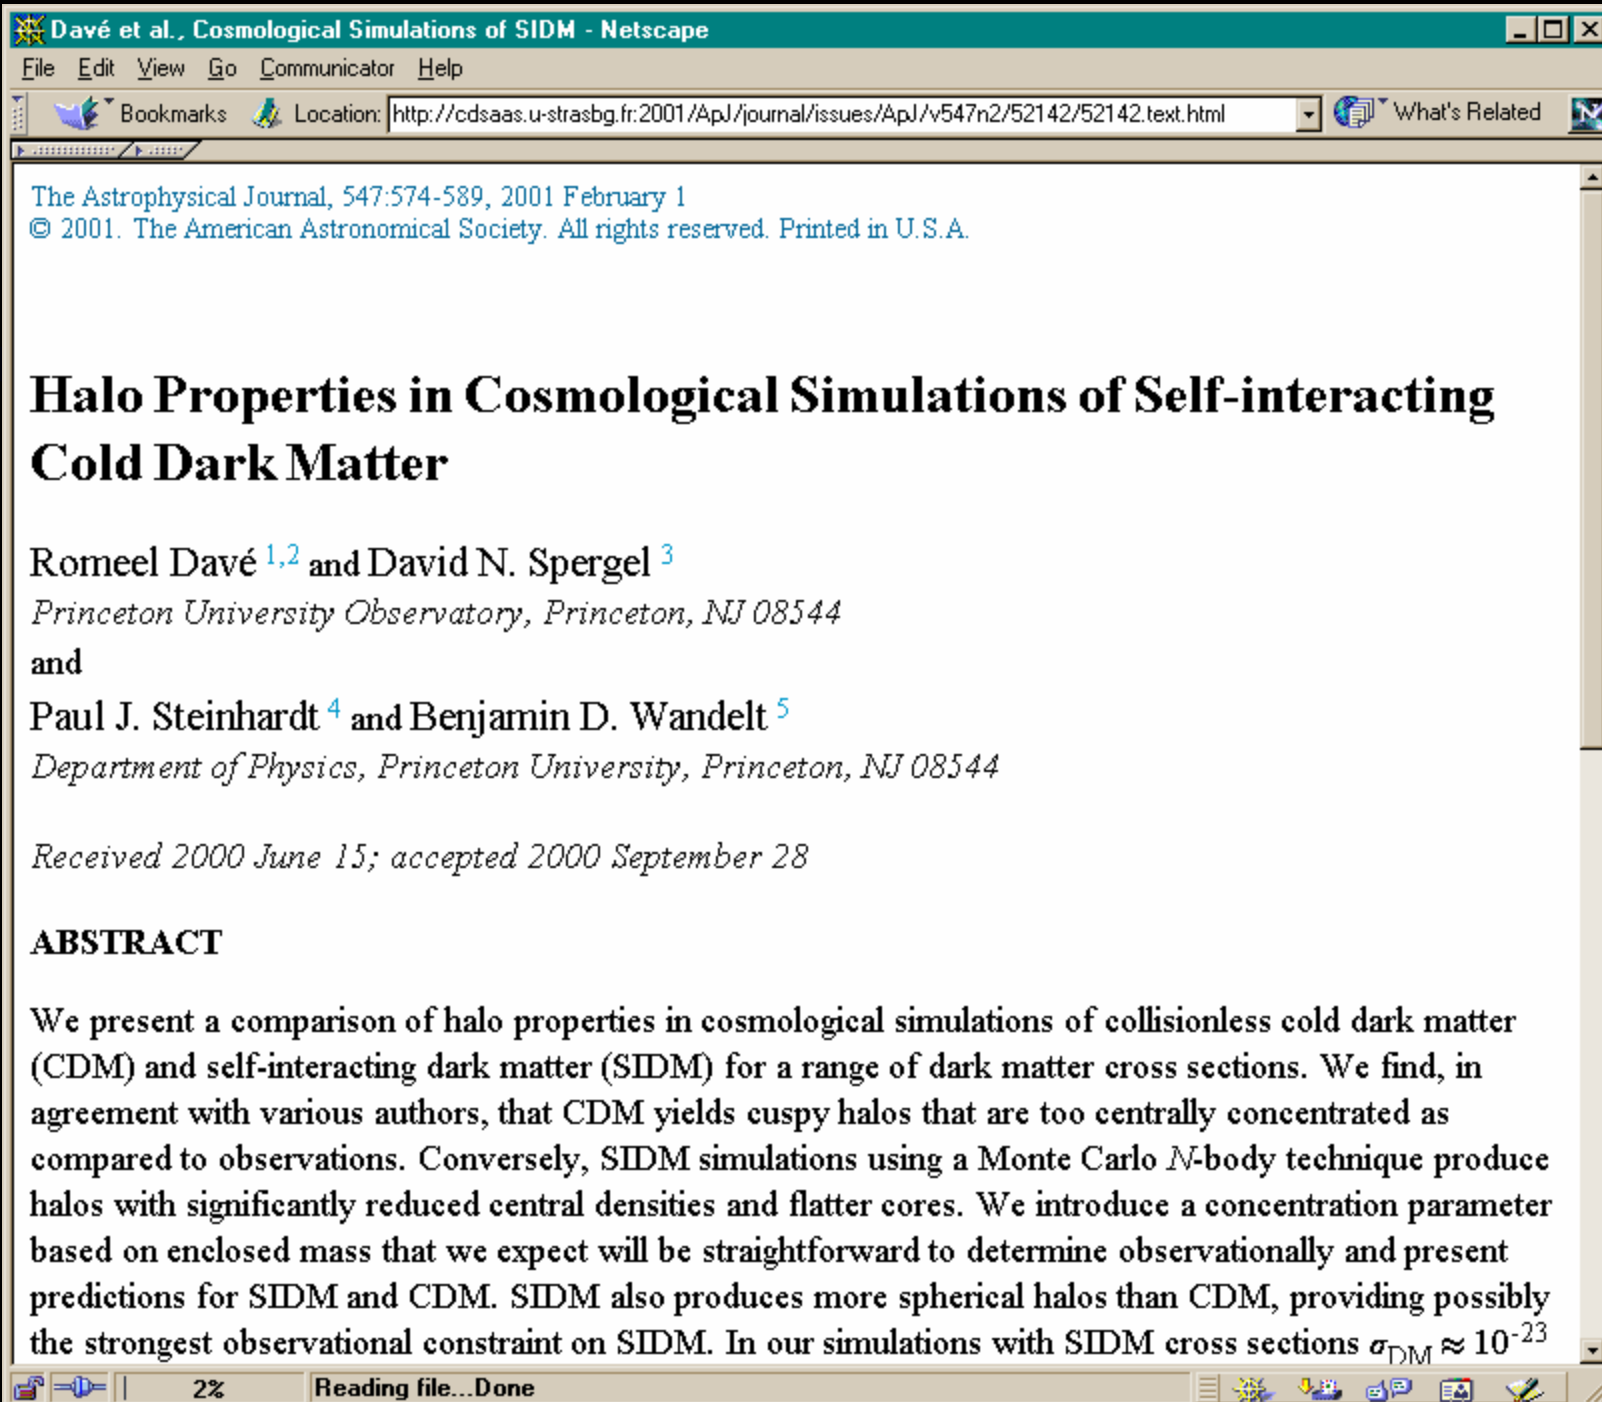 Davé et al., Cosmological Simulations of SIDM - Netscape
File Edit View Go Communicator Help
Bookmarks Location: http://cdsaas.u-strasbg.fr:2001/ApJ/journal/issues/ApJ/v547n2/52142/52142.text.html What's Related N
The Astrophysical Journal, 547:574-589, 2001 February 1
© 2001. The American Astronomical Society. All rights reserved. Printed in U.S.A.
Halo Properties in Cosmological Simulations of Self-interacting
Cold Dark Matter
Romeel Davé 1,2 and David N. Spergel 3
Princeton University Observatory, Princeton, NJ 08544
and
Paul J. Steinhardt 4 and Benjamin D. Wandelt 5
Department of Physics, Princeton University, Princeton, NJ 08544
Received 2000 June 15; accepted 2000 September 28
ABSTRACT
We present a comparison of halo properties in cosmological simulations of collisionless cold dark matter
(CDM) and self-interacting dark matter (SIDM) for a range of dark matter cross sections. We find, in
agreement with various authors, that CDM yields cuspy halos that are too centrally concentrated as
compared to observations. Conversely, SIDM simulations using a Monte Carlo N-body technique produce
halos with significantly reduced central densities and flatter cores. We introduce a concentration parameter
based on enclosed mass that we expect will be straightforward to determine observationally and present
predictions for SIDM and CDM. SIDM also produces more spherical halos than CDM, providing possibly
the strongest observational constraint on SIDM. In our simulations with SIDM cross sections σDM ≈ 10-23
2% Reading file...Done